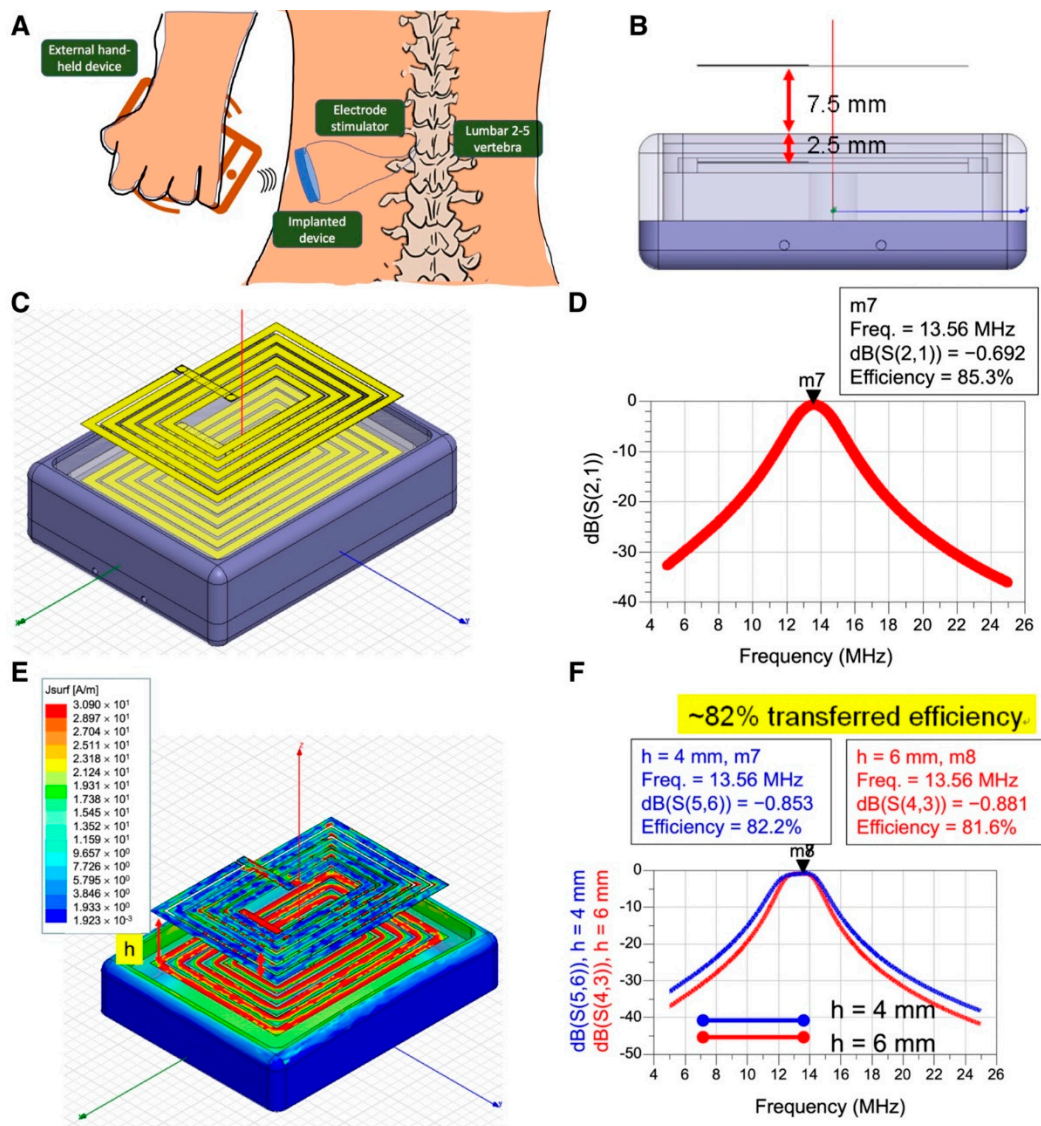 A
External hand-
held device
Electrode
stimulator
Lumbar 2-5
vertebra
Implanted
device
B
7.5 mm
2.5 mm
C
D
m7
Freq. = 13.56 MHz
dB(S(2,1)) = −0.692
Efficiency = 85.3%
m7
dB(S(2,1))
0
-10
-20
-30
-40
4 6 8 10 12 14 16 18 20 22 24 26
Frequency (MHz)
E
Jsurf [A/m]
3.090 × 10¹
2.897 × 10¹
2.704 × 10¹
2.511 × 10¹
2.318 × 10¹
2.124 × 10¹
1.931 × 10¹
1.738 × 10¹
1.545 × 10¹
1.352 × 10¹
1.159 × 10¹
9.657 × 10⁰
7.726 × 10⁰
5.795 × 10⁰
3.846 × 10⁰
1.933 × 10⁰
1.923 × 10⁻³
h
z
F
~82% transferred efficiency
h = 4 mm, m7
Freq. = 13.56 MHz
dB(S(5,6)) = −0.853
Efficiency = 82.2%
h = 6 mm, m8
Freq. = 13.56 MHz
dB(S(4,3)) = −0.881
Efficiency = 81.6%
m8
dB(S(5,6)), h = 4 mm
dB(S(4,3)), h = 6 mm
0
-10
-20
-30
-40
-50
h = 4 mm
h = 6 mm
4 6 8 10 12 14 16 18 20 22 24 26
Frequency (MHz)